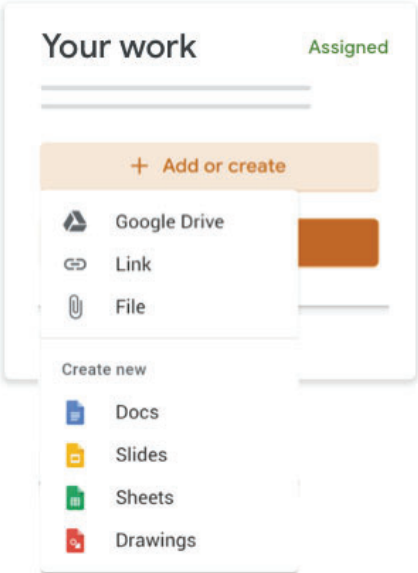 Your work
Assigned
+ Add or create
Google Drive
Link
File
Create new
Docs
Slides
Sheets
Drawings